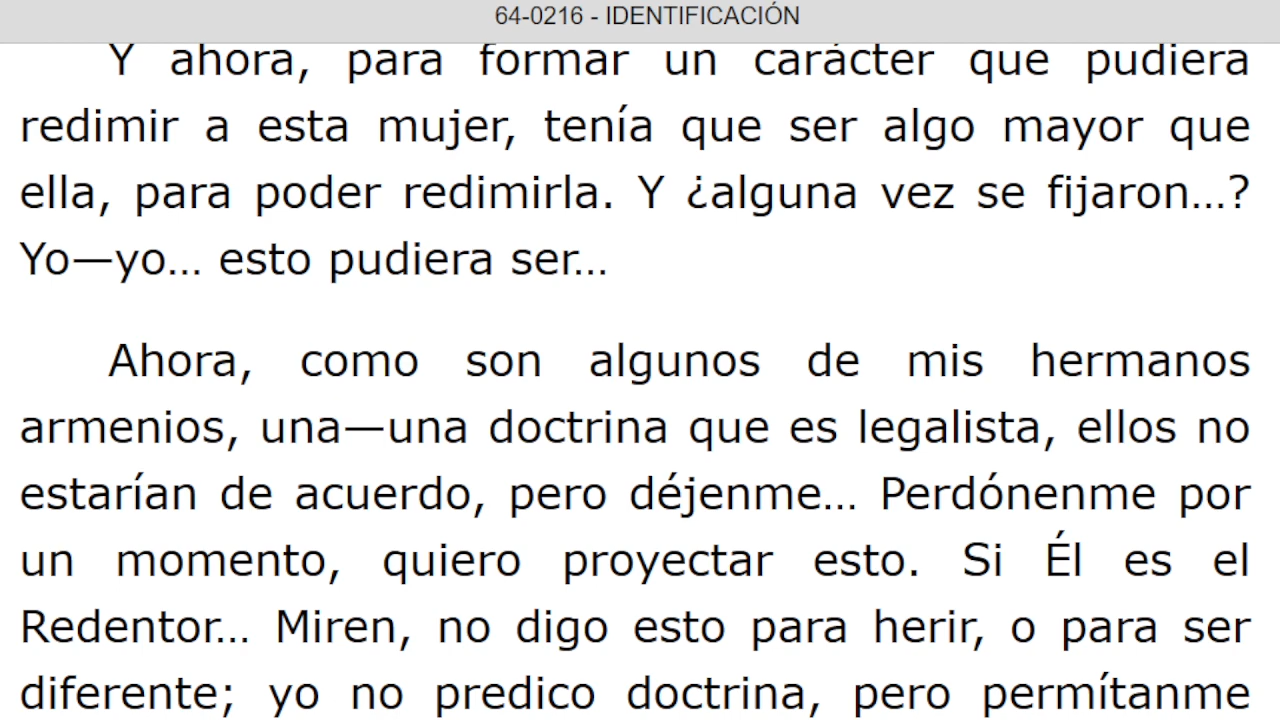 64-0216 - IDENTIFICACIÓN
Y ahora, para formar un carácter que pudiera
redimir a esta mujer, tenía que ser algo mayor que
ella, para poder redimirla. Y ¿alguna vez se fijaron…?
Yo—yo… esto pudiera ser…
Ahora, como son algunos de mis hermanos
armenios, una—una doctrina que es legalista, ellos no
estarían de acuerdo, pero déjenme… Perdónenme por
un momento, quiero proyectar esto. Si Él es el
Redentor… Miren, no digo esto para herir, o para ser
diferente; yo no predico doctrina, pero permítanme